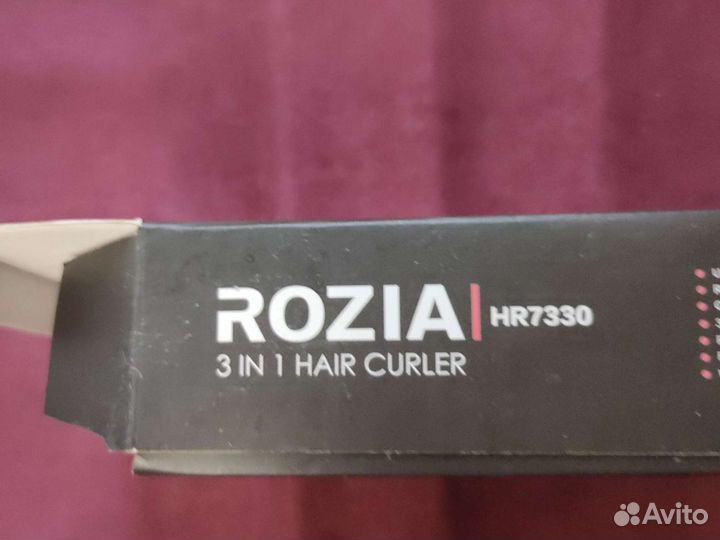 ROZIA HR7330
3 IN 1 HAIR CURLER
Avito